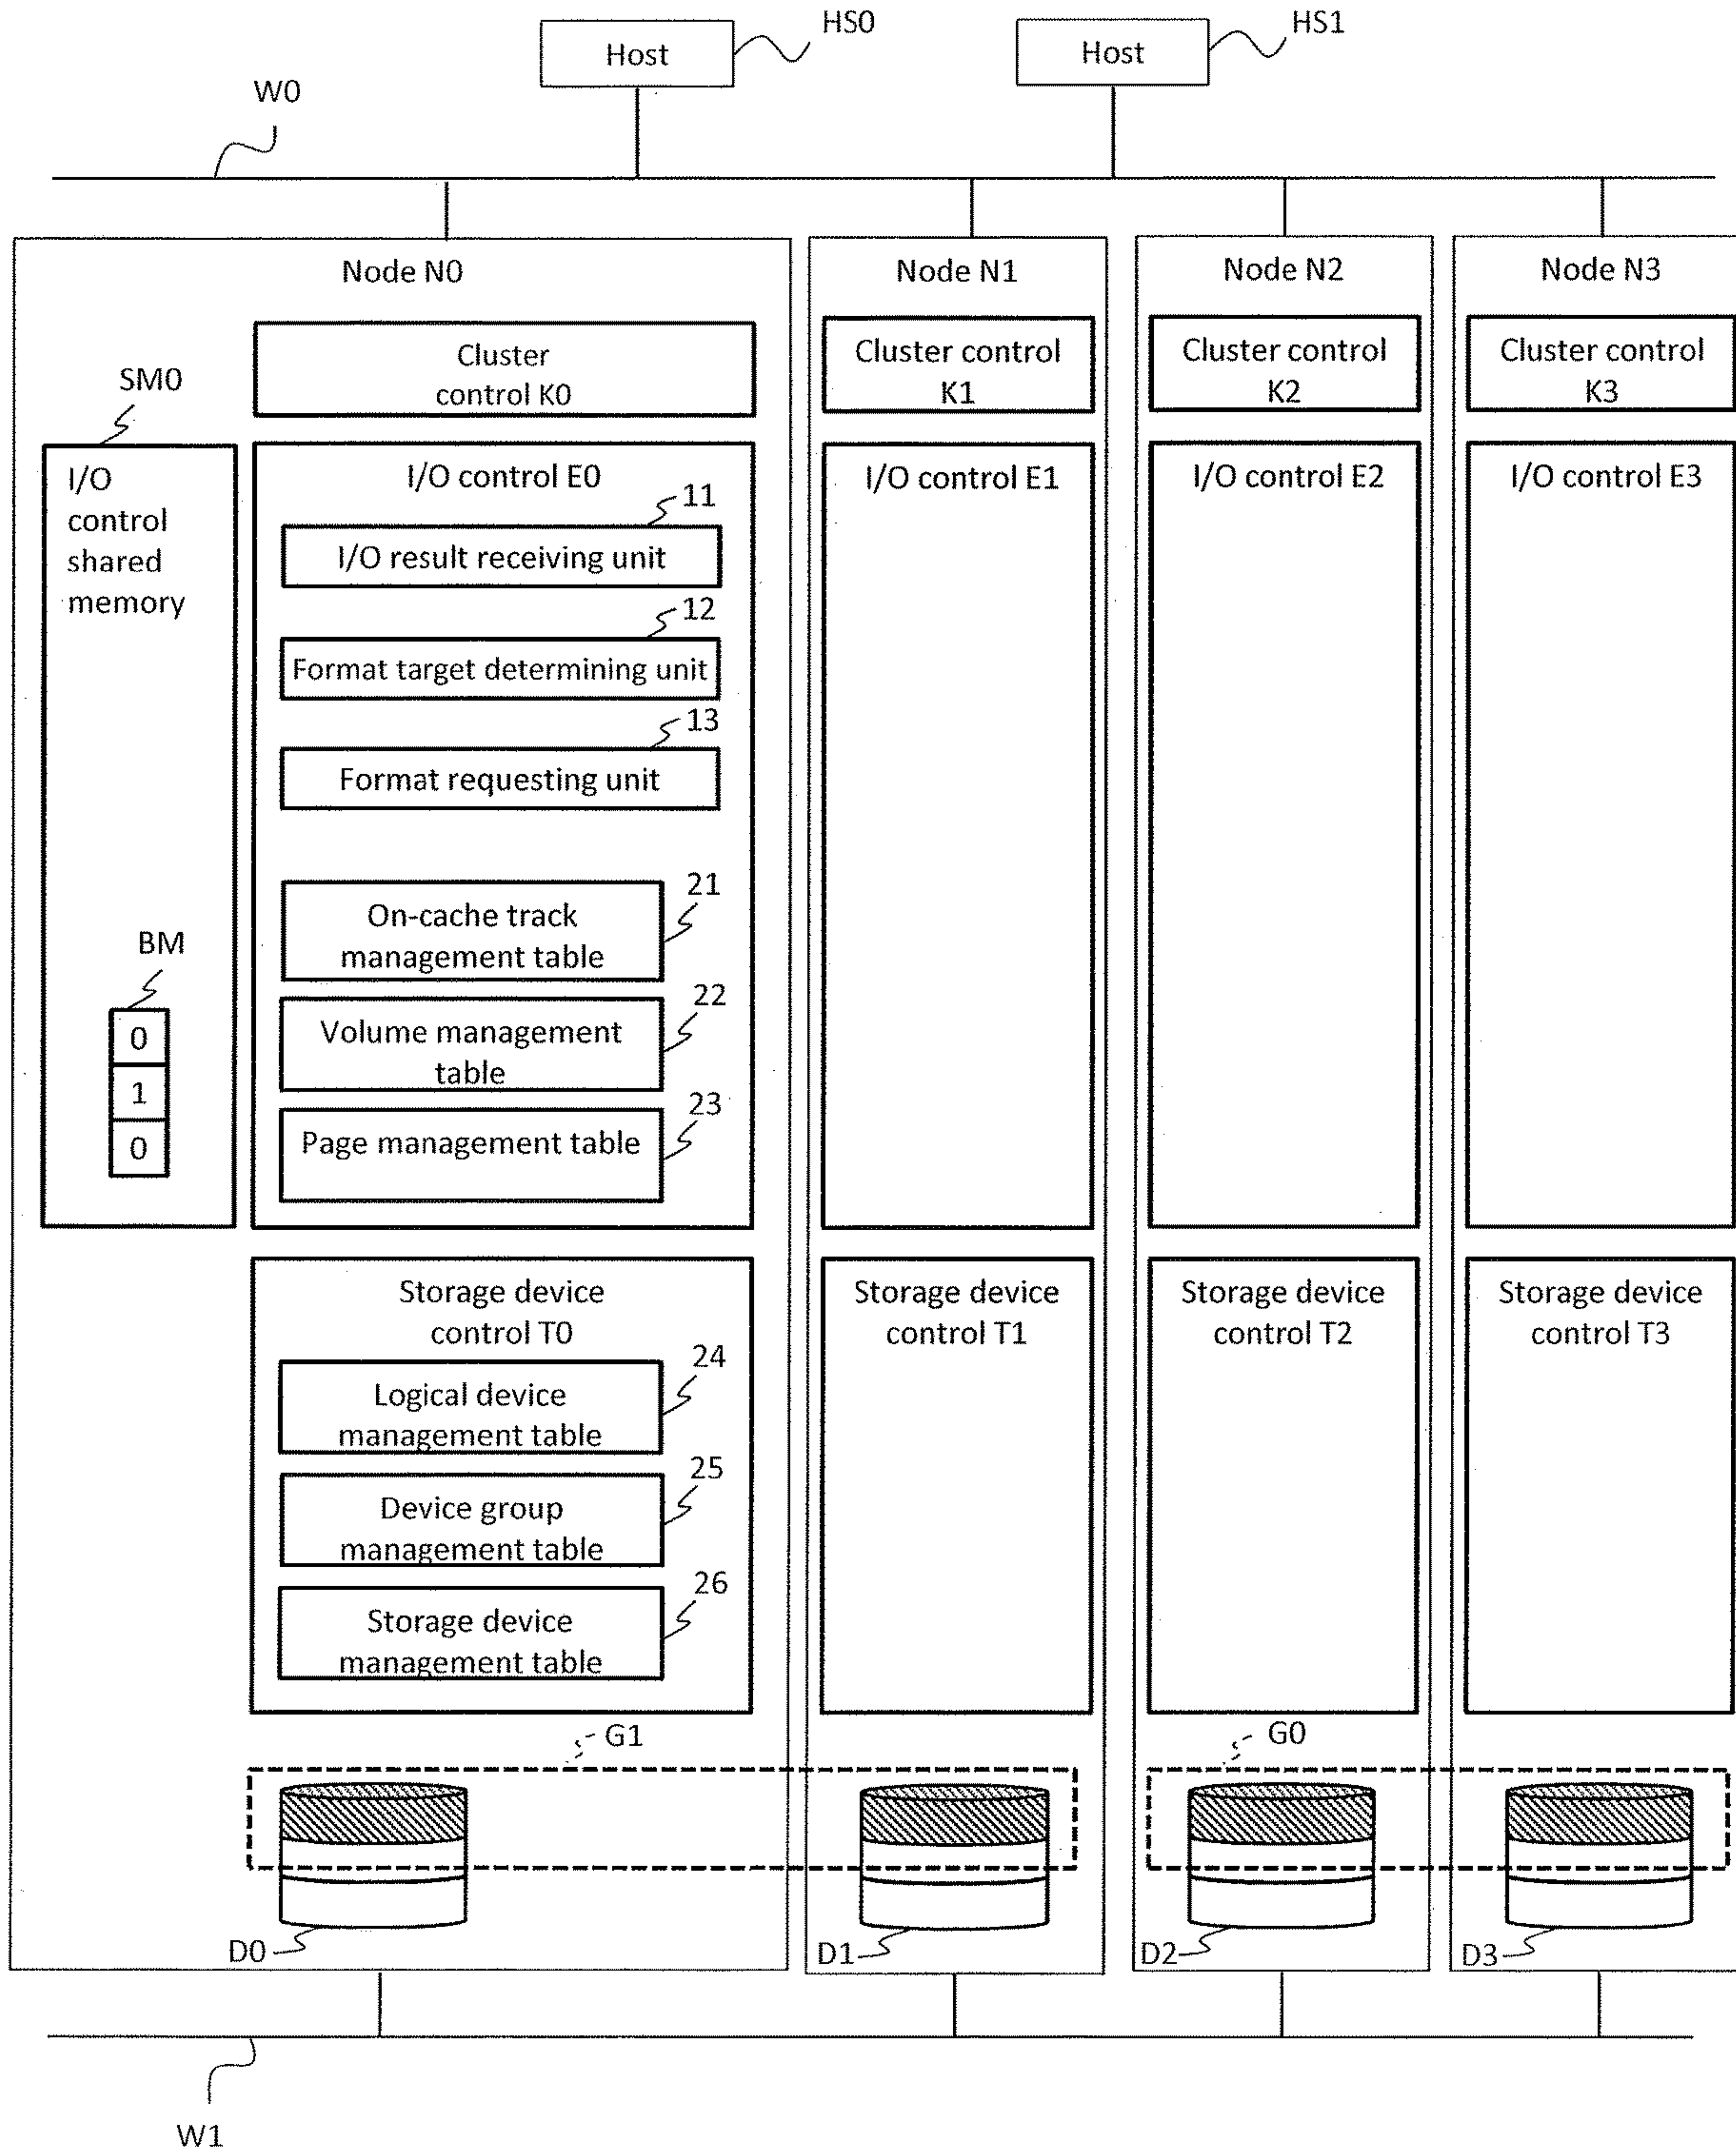 HS0
HS1
Host
Host
W0
Node N0
Node N1
Node N2
Node N3
Cluster
control K0
Cluster control
K1
Cluster control
K2
Cluster control
K3
SM0
I/O
control
shared
memory
I/O control E0
I/O control E1
I/O control E2
I/O control E3
11
I/O result receiving unit
12
Format target determining unit
13
Format requesting unit
21
On-cache track
management table
BM
0
1
0
22
Volume management
table
23
Page management table
Storage device
control T0
Storage device
control T1
Storage device
control T2
Storage device
control T3
24
Logical device
management table
25
Device group
management table
26
Storage device
management table
G1
G0
D0
D1
D2
D3
W1